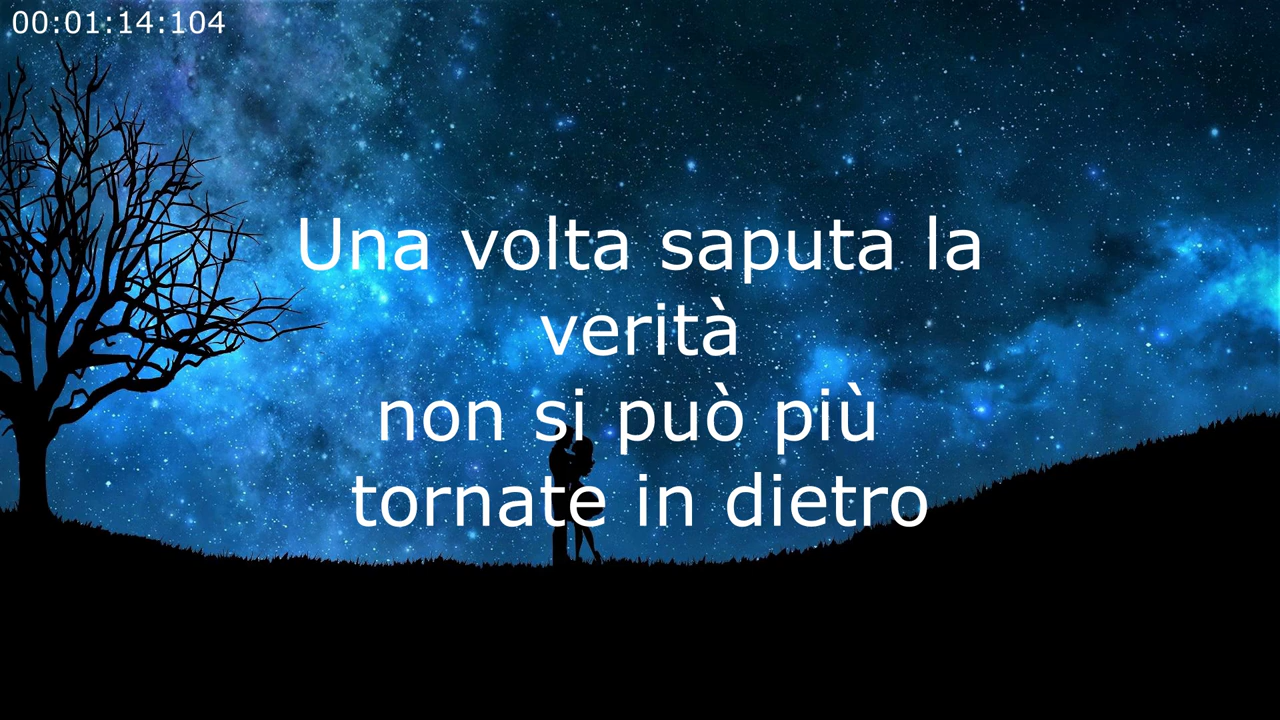 00:01:14:104
Una volta saputa la
verità
non si può più
tornate in dietro